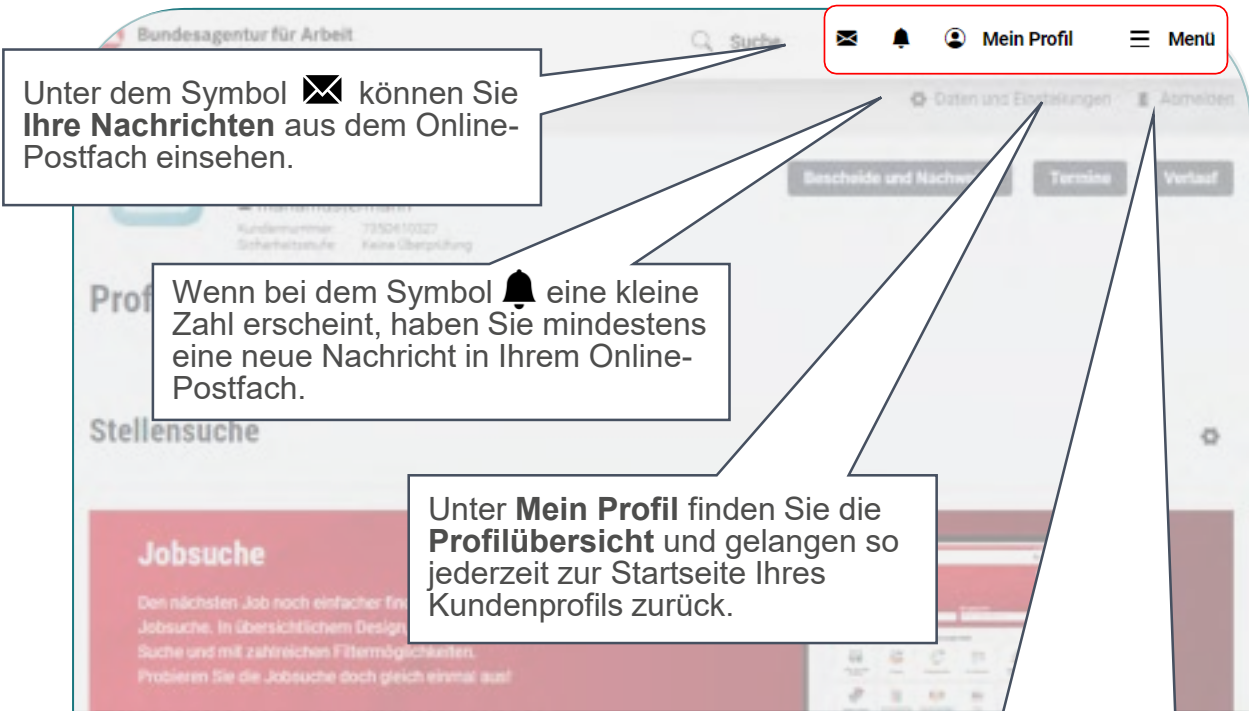 Bundesagentur für Arbeit
Suche
Mein Profil
Menü
Daten und Einstellungen
Abmelden
Unter dem Symbol können Sie
Ihre Nachrichten aus dem Online-
Postfach einsehen.
Bescheide und
Termine
Verlauf
Kundennummer
Sicherheitsstufe Keine Überprüfung
Wenn bei dem Symbol eine kleine
Zahl erscheint, haben Sie mindestens
eine neue Nachricht in Ihrem Online-
Postfach.
Stellensuche
Unter Mein Profil finden Sie die
Profilübersicht und gelangen so
jederzeit zur Startseite Ihres
Kundenprofils zurück.
Jobsuche
Den nächsten Job noch einfacher
Jobsuche. In übersichtlichem Design,
Suche und mit zahlreichen Filtermöglichkeiten.
Probieren Sie die Jobsuche doch gleich einmal aus!